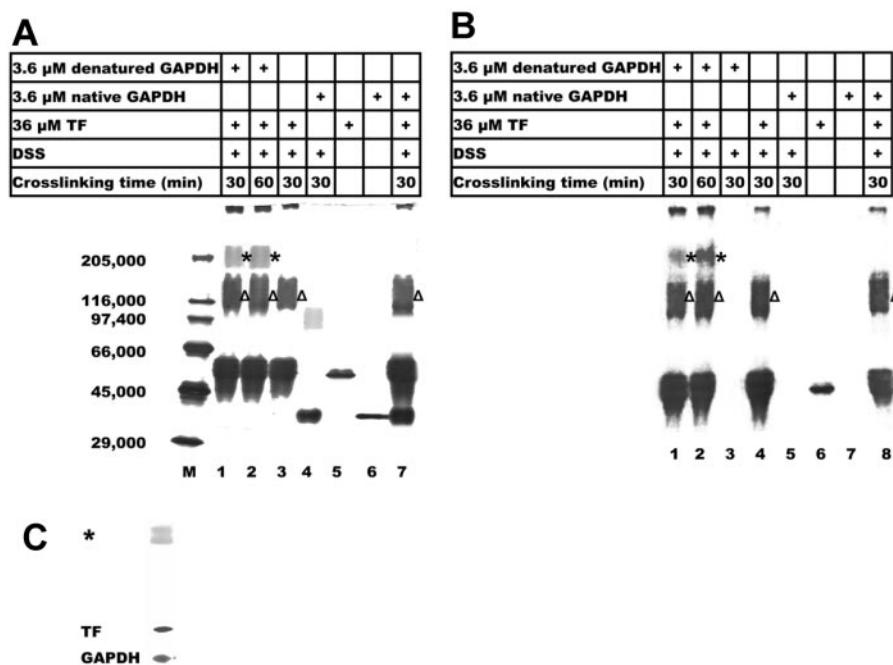 A
3.6 µM denatured GAPDH + +
3.6 µM native GAPDH + + +
36 µM TF + + + + +
DSS + + + + +
Crosslinking time (min) 30 60 30 30 30
205,000 * *
116,000 Δ Δ Δ Δ
97,400
66,000
45,000
29,000
M 1 2 3 4 5 6 7
B
3.6 µM denatured GAPDH + + +
3.6 µM native GAPDH + + +
36 µM TF + + + + +
DSS + + + + + +
Crosslinking time (min) 30 60 30 30 30 30
* *
Δ Δ Δ Δ
1 2 3 4 5 6 7 8
C
*
TF
GAPDH